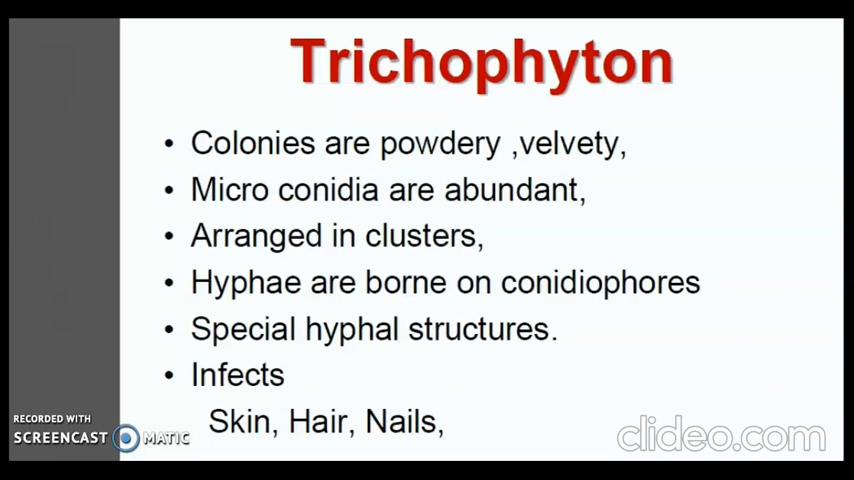 Trichophyton
• Colonies are powdery ,velvety,
• Micro conidia are abundant,
• Arranged in clusters,
• Hyphae are borne on conidiophores
• Special hyphal structures.
• Infects
Skin, Hair, Nails,
RECORDED WITH
SCREENCAST MATIC
clideo.com